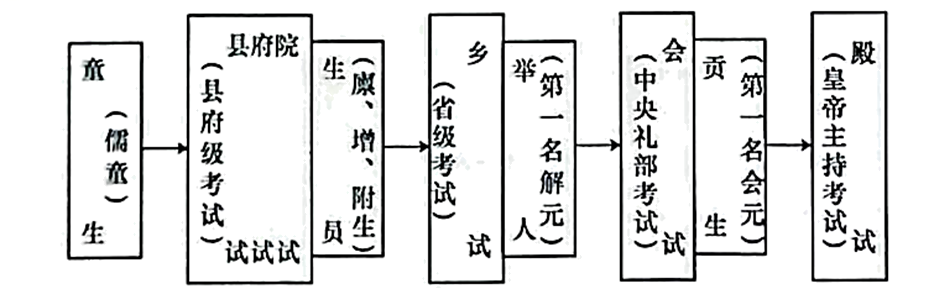 童生
（儒童）
县试
府试
院试
（县府级考试）
生员
（廪、增、附生）
乡试
（省级考试）
举人
（第一名解元）
会试
（中央礼部考试）
贡生
（第一名会元）
殿试
（皇帝主持考试）